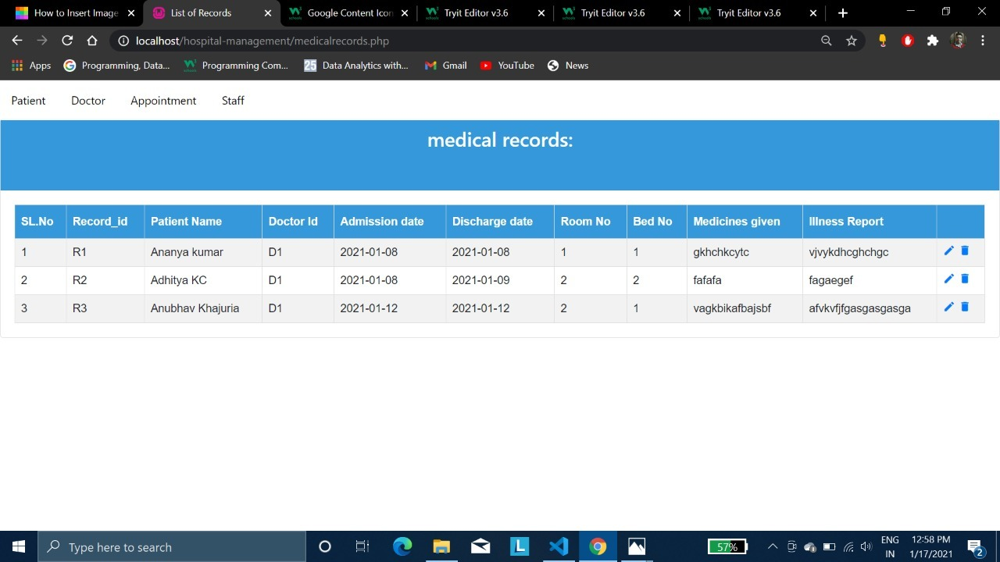 How to Insert Image
List of Records
Google Content Icon
Tryit Editor v3.6
Tryit Editor v3.6
Tryit Editor v3.6
localhost/hospital-management/medicalrecords.php
Apps
Programming, Data...
Programming Com...
25 Data Analytics with...
Gmail
YouTube
News
Patient Doctor Appointment Staff
medical records:
SL.No Record_id Patient Name Doctor Id Admission date Discharge date Room No Bed No Medicines given Illness Report
1 R1 Ananya kumar D1 2021-01-08 2021-01-08 1 1 gkhchkcytc vjvykdhcghchgc
2 R2 Adhitya KC D1 2021-01-08 2021-01-09 2 2 fafafa fagaegef
3 R3 Anubhav Khajuria D1 2021-01-12 2021-01-12 2 1 vagkbikafbajsbf afvkvfjfgasgasgasga
Type here to search
L
57%
ENG
IN
12:58 PM
1/17/2021
2